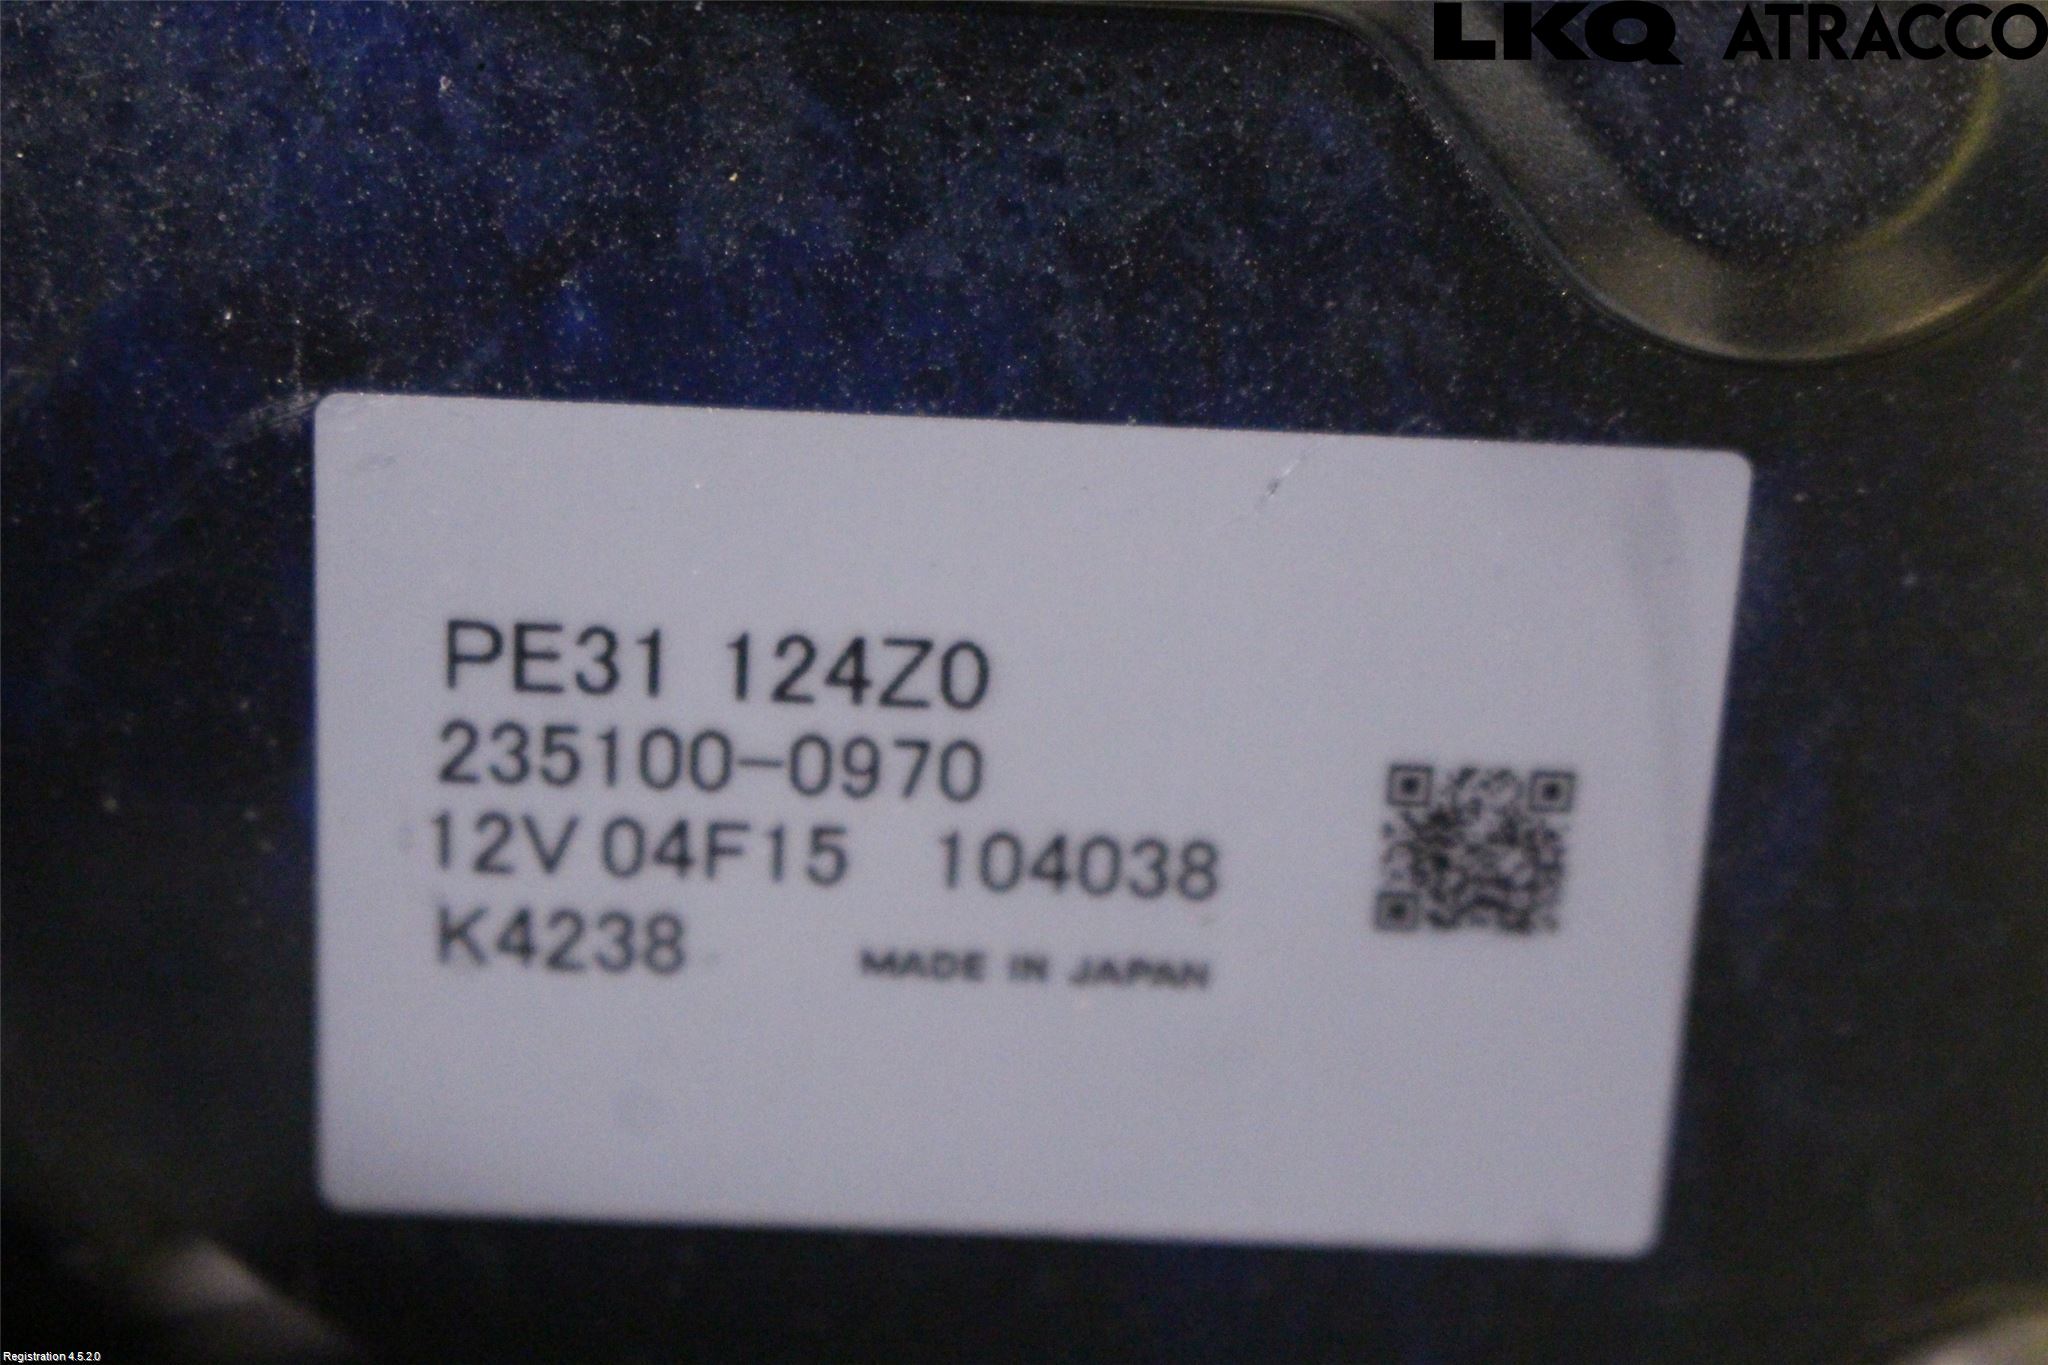 LKQ ATRACCO
PE31 124Z0
235100-0970
12V 04F15 104038
K4238 MADE IN JAPAN
Registration 4.5.2.0